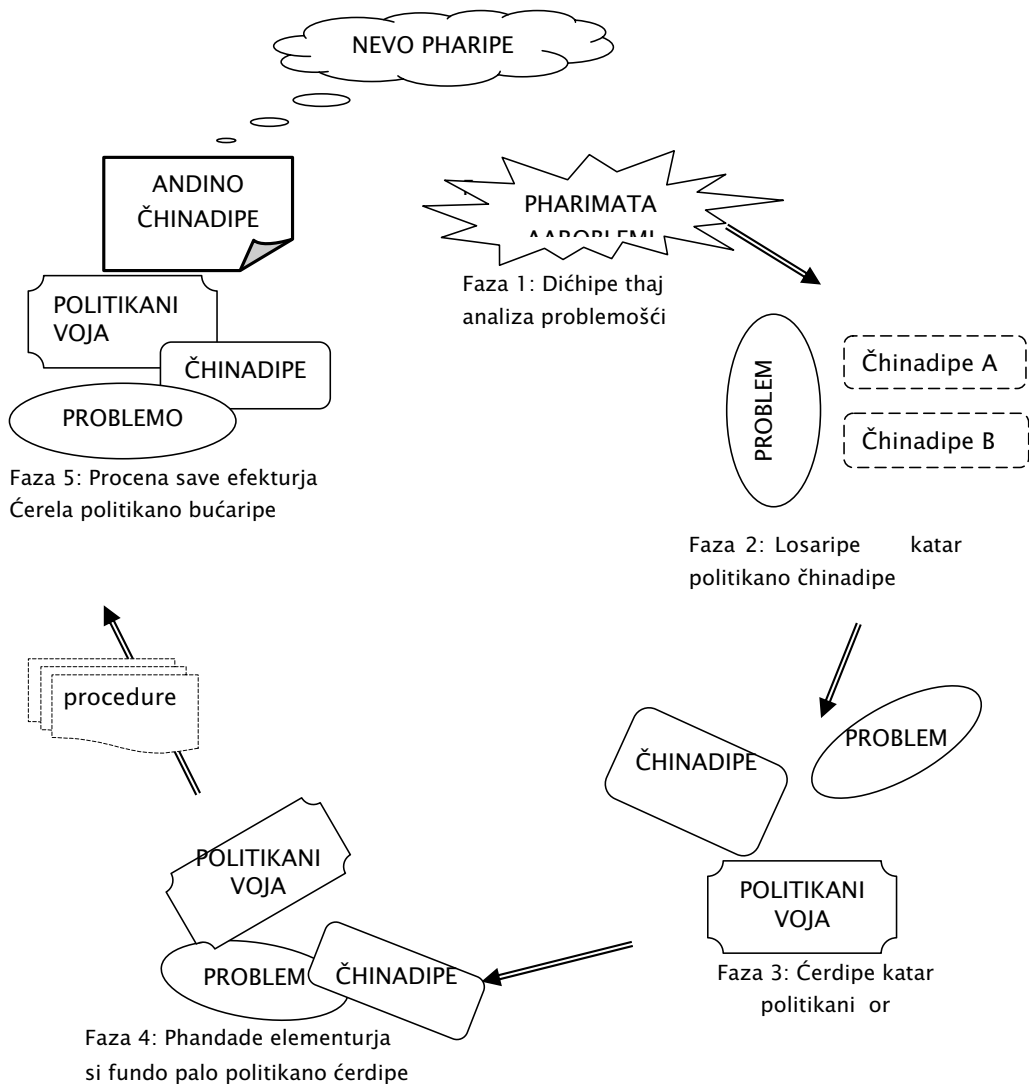 NEVO PHARIPE
ANDINO
ČHINADIPE
POLITIKANI
VOJA
ČHINADIPE
PROBLEMO
Faza 5: Procena save efekturja
Ćerela politikano bućaripe
PHARIMATA
Faza 1: Dićhipe thaj
analiza problemošći
PROBLEM
Čhinadipe A
Čhinadipe B
Faza 2: Losaripe katar
politikano čhinadipe
ČHINADIPE
PROBLEM
POLITIKANI
VOJA
Faza 3: Ćerdipe katar
politikani or
POLITIKANI
VOJA
PROBLEM
ČHINADIPE
Faza 4: Phandade elementurja
si fundo palo politikano ćerdipe
procedure